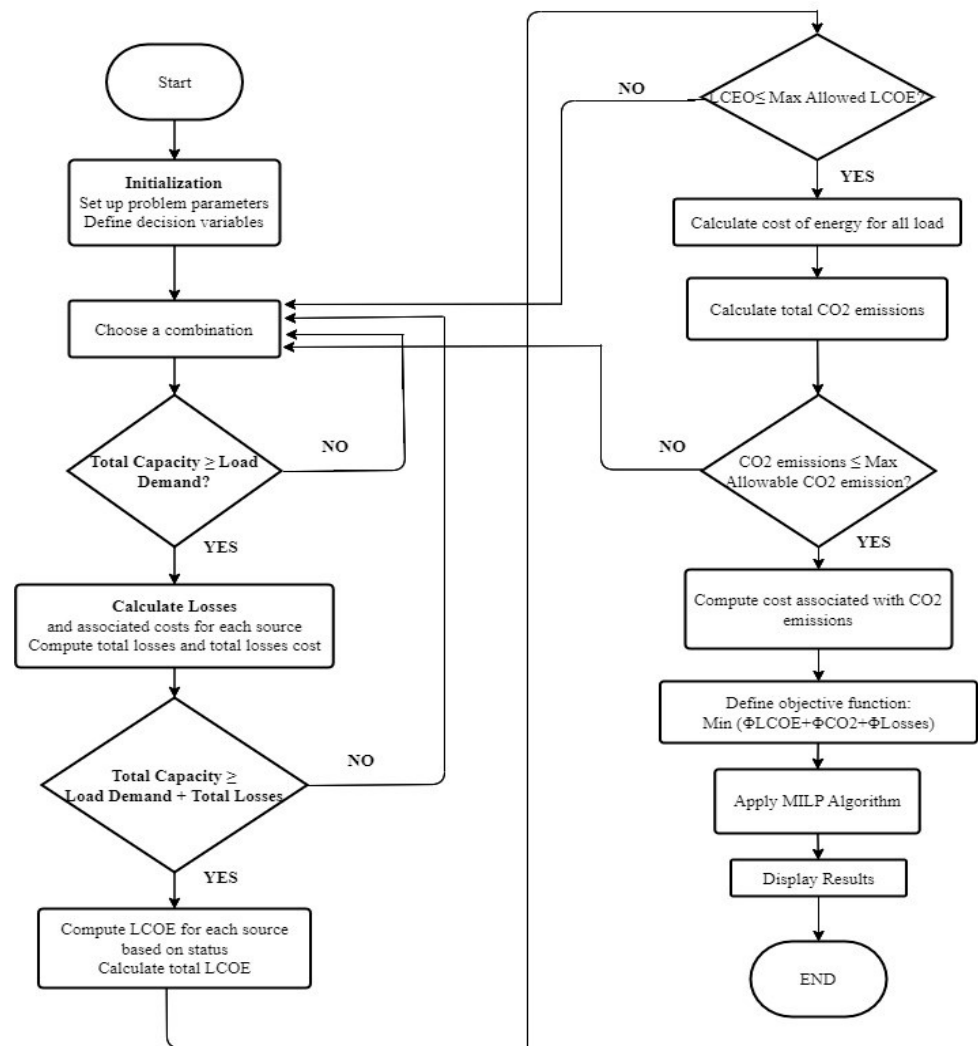 Start
Initialization
Set up problem parameters
Define decision variables
Choose a combination
Total Capacity ≥ Load
Demand?
NO
YES
Calculate Losses
and associated costs for each source
Compute total losses and total losses cost
Total Capacity ≥
Load Demand + Total Losses
NO
YES
Compute LCOE for each source
based on status
Calculate total LCOE
LCEO≤ Max Allowed LCOE?
NO
YES
Calculate cost of energy for all load
Calculate total CO2 emissions
CO2 emissions ≤ Max
Allowable CO2 emission?
NO
YES
Compute cost associated with CO2
emissions
Define objective function:
Min (ΦLCOE+ΦCO2+ΦLosses)
Apply MILP Algorithm
Display Results
END